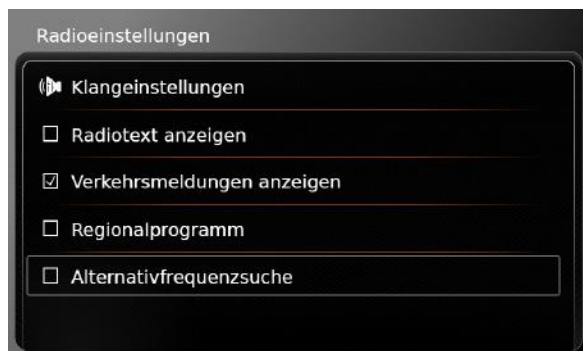 Radioeinstellungen
Klangeinstellungen
Radiotext anzeigen
Verkehrsmeldungen anzeigen
Regionalprogramm
Alternativfrequenzsuche